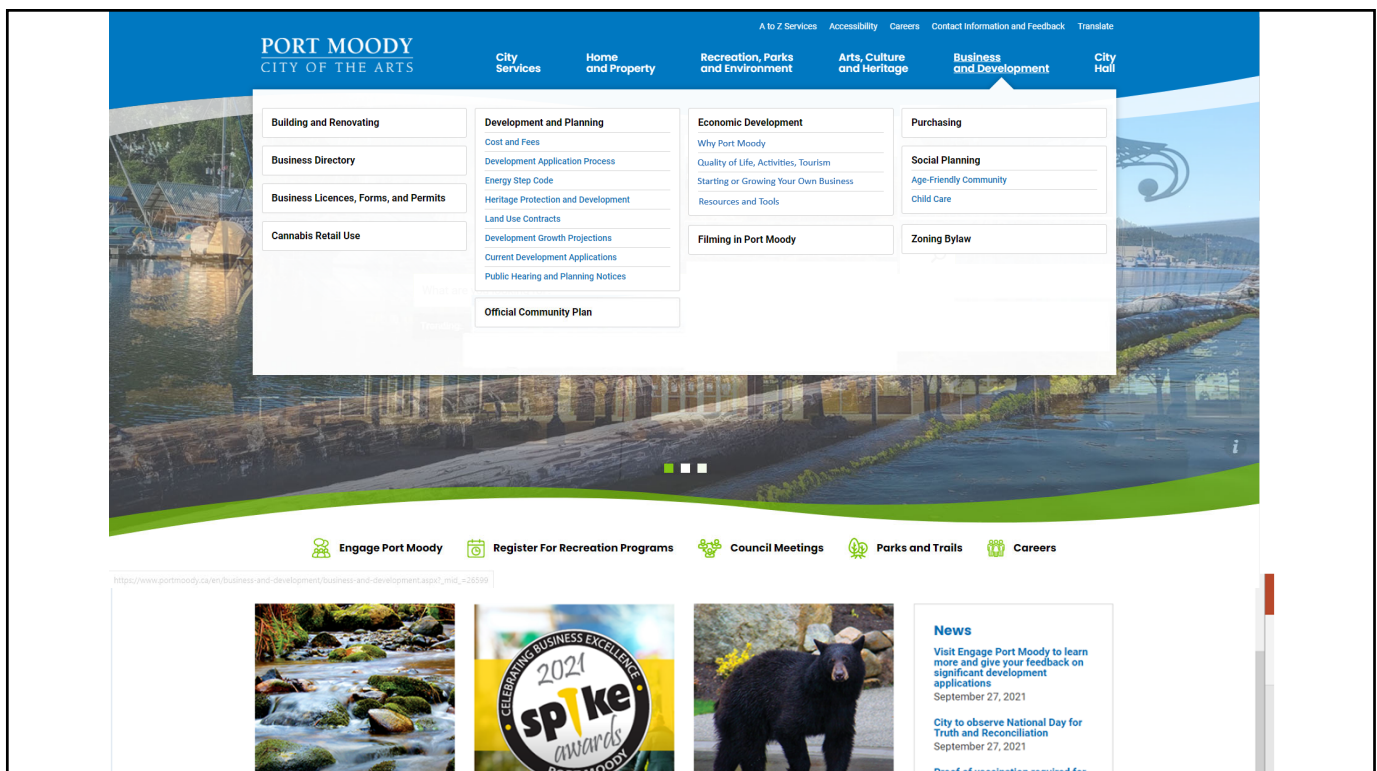 A to Z Services Accessibility Careers Contact Information and Feedback Translate
PORT MOODY
CITY OF THE ARTS
City
Services
Home
and Property
Recreation, Parks
and Environment
Arts, Culture
and Heritage
Business
and Development
City
Hall
Building and Renovating
Business Directory
Business Licences, Forms, and Permits
Cannabis Retail Use
Development and Planning
Cost and Fees
Development Application Process
Energy Step Code
Heritage Protection and Development
Land Use Contracts
Development Growth Projections
Current Development Applications
Public Hearing and Planning Notices
Official Community Plan
Economic Development
Why Port Moody
Quality of Life, Activities, Tourism
Starting or Growing Your Own Business
Resources and Tools
Filming in Port Moody
Purchasing
Social Planning
Age-Friendly Community
Child Care
Zoning Bylaw
i
Engage Port Moody
Register For Recreation Programs
Council Meetings
Parks and Trails
Careers
https://www.portmoody.ca/en/business-and-development/business-and-development.aspx?_mid_=28598
CELEBRATING BUSINESS EXCELLENCE
2021
spike
awards
PORT MOODY
News
Visit Engage Port Moody to learn
more and give your feedback on
significant development
applications
September 27, 2021
City to observe National Day for
Truth and Reconciliation
September 27, 2021
Proof of vaccination required for